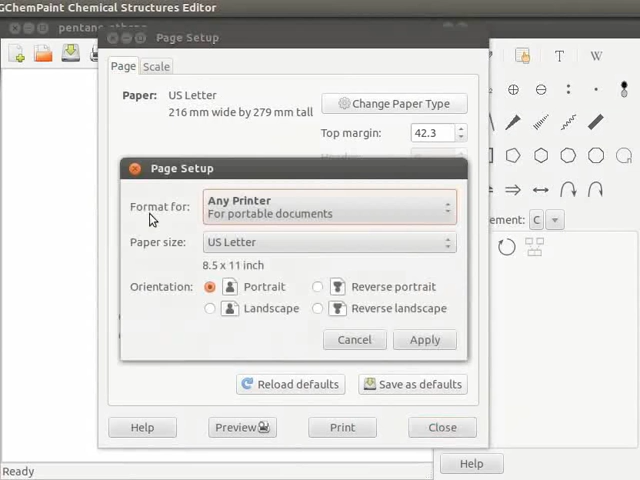 GChemPaint Chemical Structures Editor
Page Setup
Page Scale
Paper: US Letter
216 mm wide by 279 mm tall
Change Paper Type
Top margin: 42.3
Page Setup
Format for: Any Printer
For portable documents
Paper size: US Letter
8.5 x 11 inch
Orientation: Portrait Reverse portrait
Landscape Reverse landscape
Cancel Apply
Reload defaults Save as defaults
Help Preview Print Close
T W
ement: C
Help
Ready